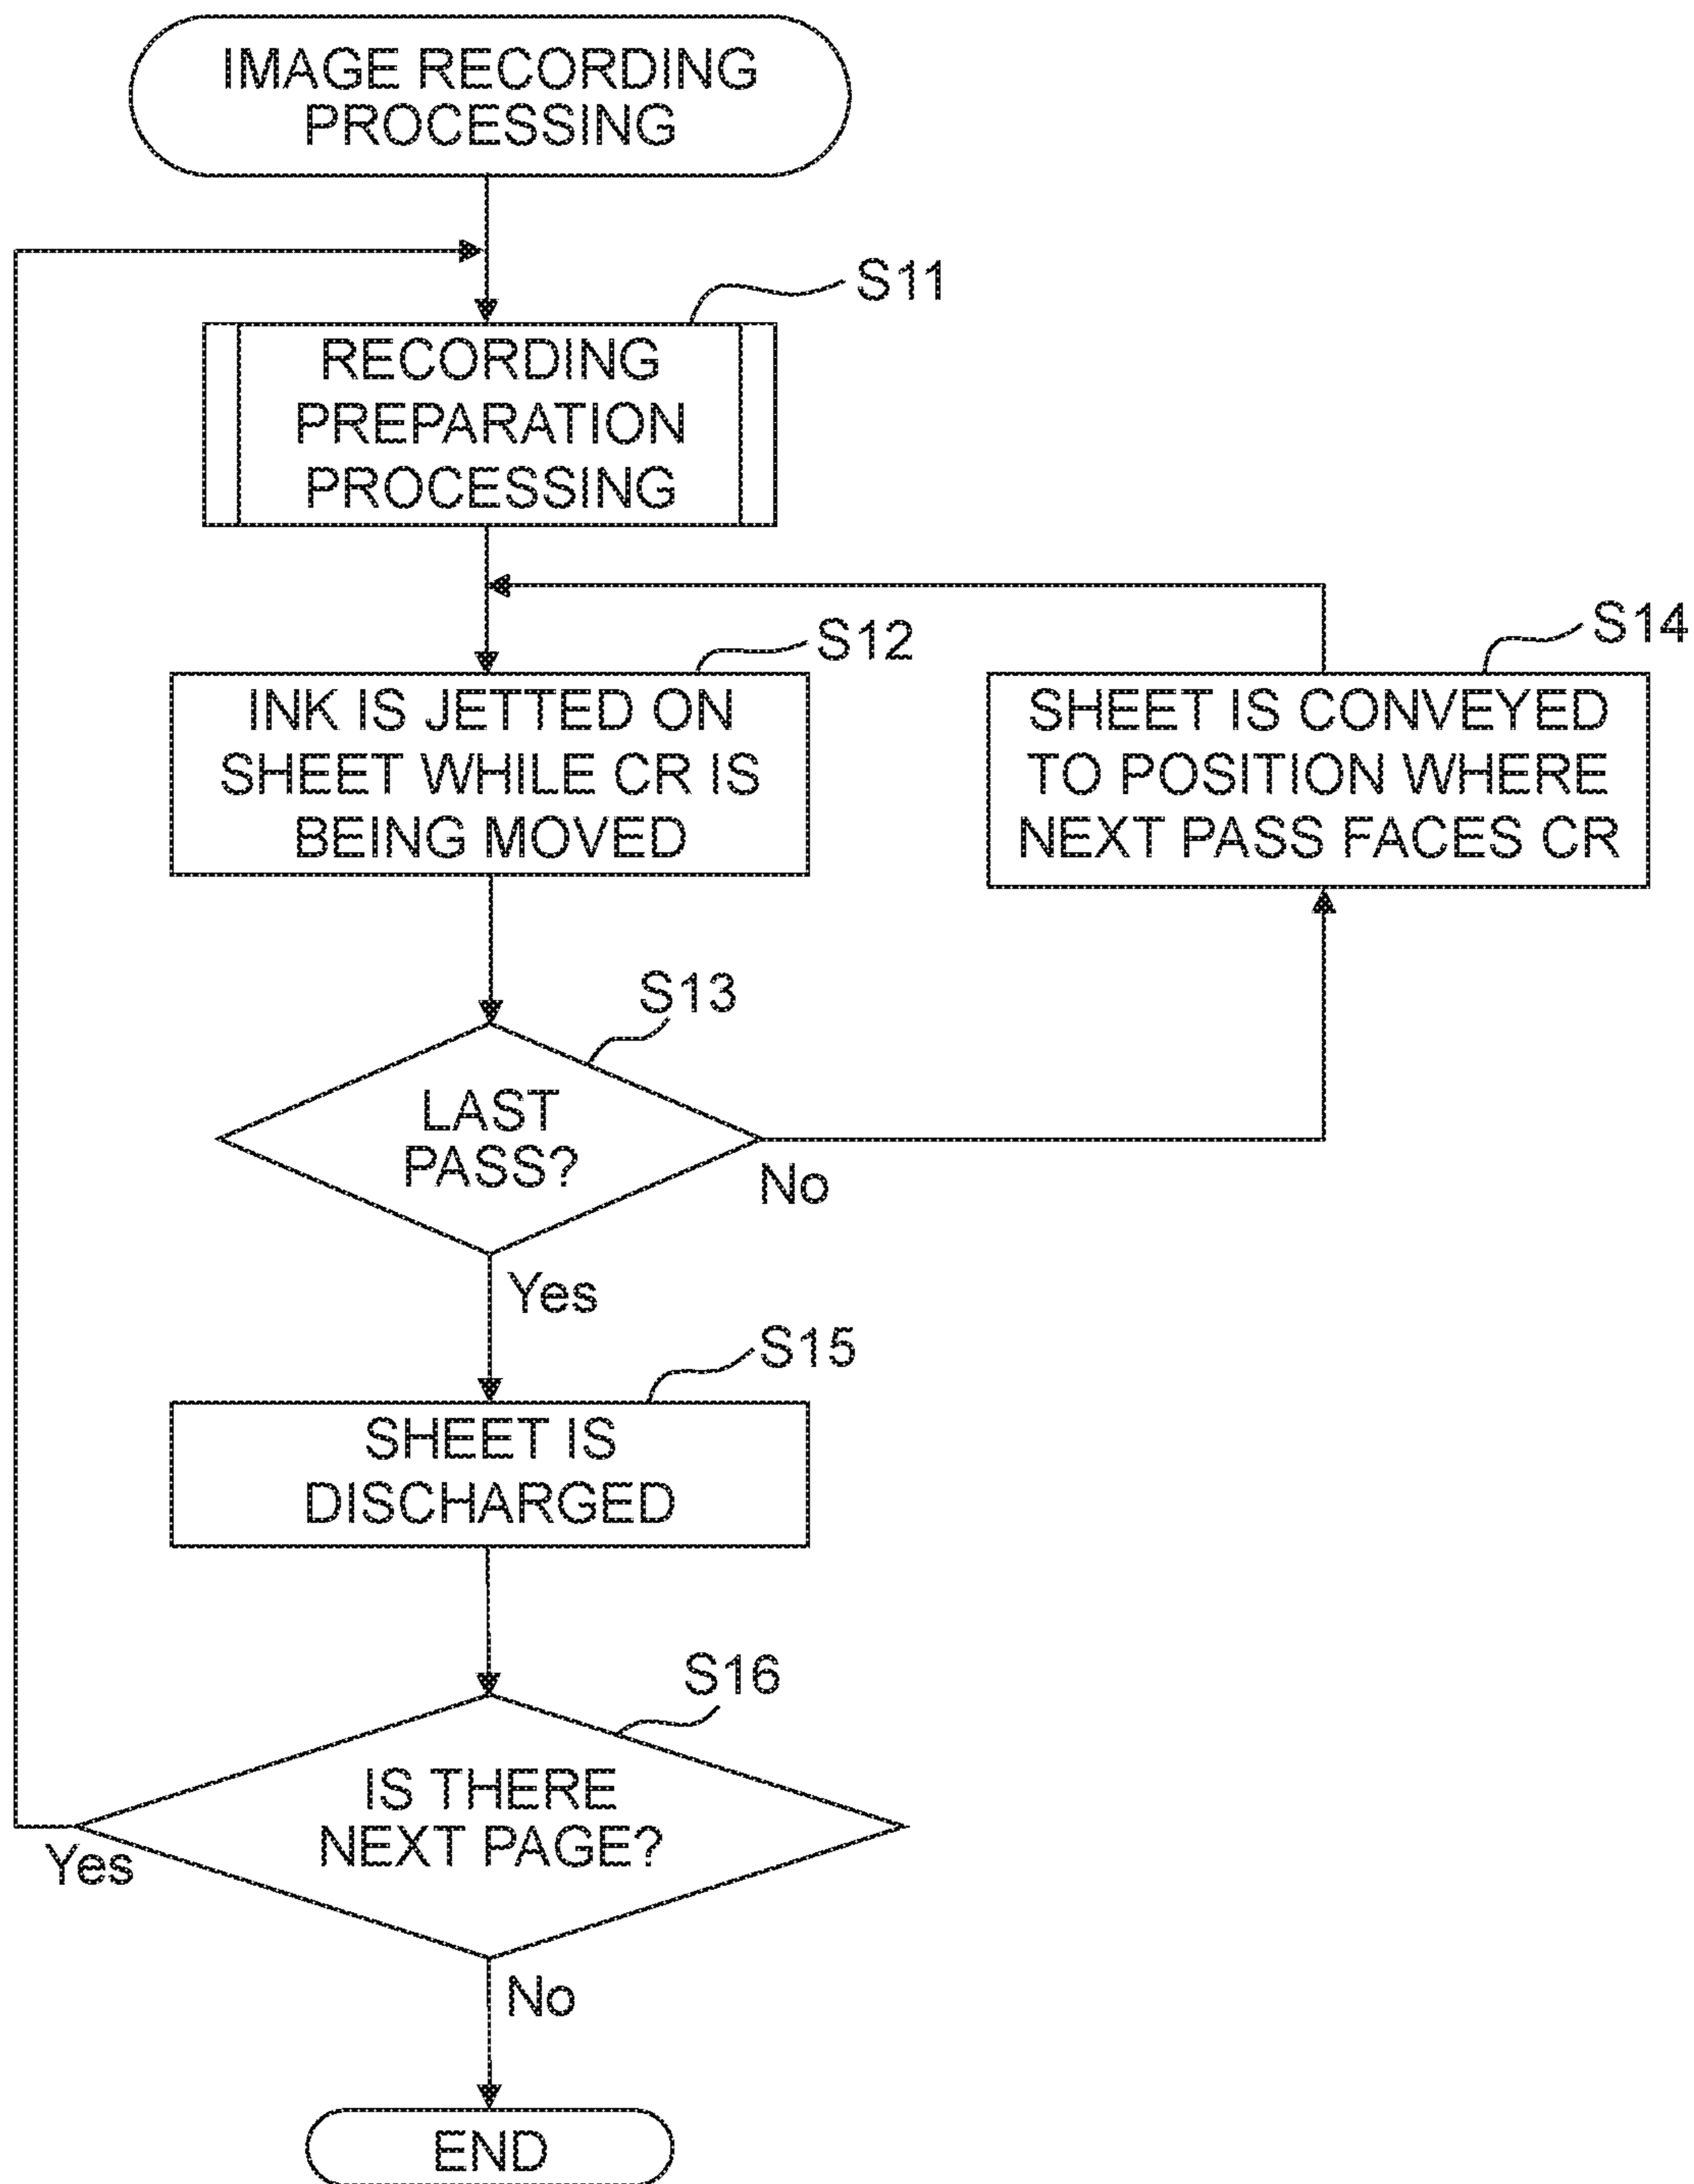 IMAGE RECORDING
PROCESSING
S11
RECORDING
PREPARATION
PROCESSING
S12
INK IS JETTED ON
SHEET WHILE CR IS
BEING MOVED
S14
SHEET IS CONVEYED
TO POSITION WHERE
NEXT PASS FACES CR
S13
LAST
PASS?
No
Yes
S15
SHEET IS
DISCHARGED
S16
IS THERE
NEXT PAGE?
Yes
No
END